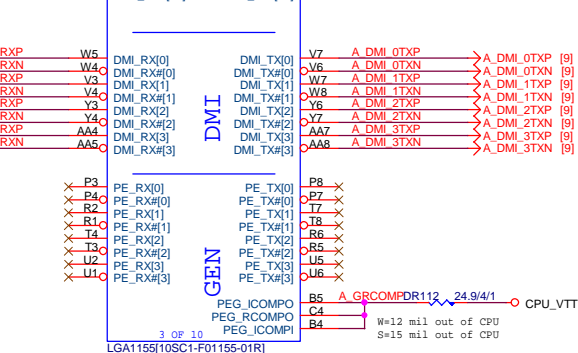 RXP W5 DMI_RX[0] DMI_TX[0] V7 A_DMI_0TXP A_DMI_0TXP [9]
RXN W4 DMI_RX#[0] DMI_TX#[0] V6 A_DMI_0TXN A_DMI_0TXN [9]
RXP V3 DMI_RX[1] DMI_TX[1] W7 A_DMI_1TXP A_DMI_1TXP [9]
RXN V4 DMI_RX#[1] DMI_TX#[1] W8 A_DMI_1TXN A_DMI_1TXN [9]
RXP Y3 DMI_RX[2] DMI_TX[2] Y6 A_DMI_2TXP A_DMI_2TXP [9]
RXN Y4 DMI_RX#[2] DMI_TX#[2] Y7 A_DMI_2TXN A_DMI_2TXN [9]
RXP AA4 DMI_RX[3] DMI_TX[3] AA7 A_DMI_3TXP A_DMI_3TXP [9]
RXN AA5 DMI_RX#[3] DMI_TX#[3] AA8 A_DMI_3TXN A_DMI_3TXN [9]
DMI
P3 PE_RX[0] PE_TX[0] P8
P4 PE_RX#[0] PE_TX#[0] P7
R2 PE_RX[1] PE_TX[1] T7
R1 PE_RX#[1] PE_TX#[1] T8
T4 PE_RX[2] PE_TX[2] R6
T3 PE_RX#[2] PE_TX#[2] R5
U2 PE_RX[3] PE_TX[3] U5
U1 PE_RX#[3] PE_TX#[3] U6
GEN
PEG_ICOMPO B5 A_GRCOMP DR112 24.9/4/1 CPU_VTT
PEG_RCOMPO C4
PEG_ICOMPI B4
W=12 mil out of CPU
S=15 mil out of CPU
3 OF 10
LGA1155[10SC1-F01155-01R]